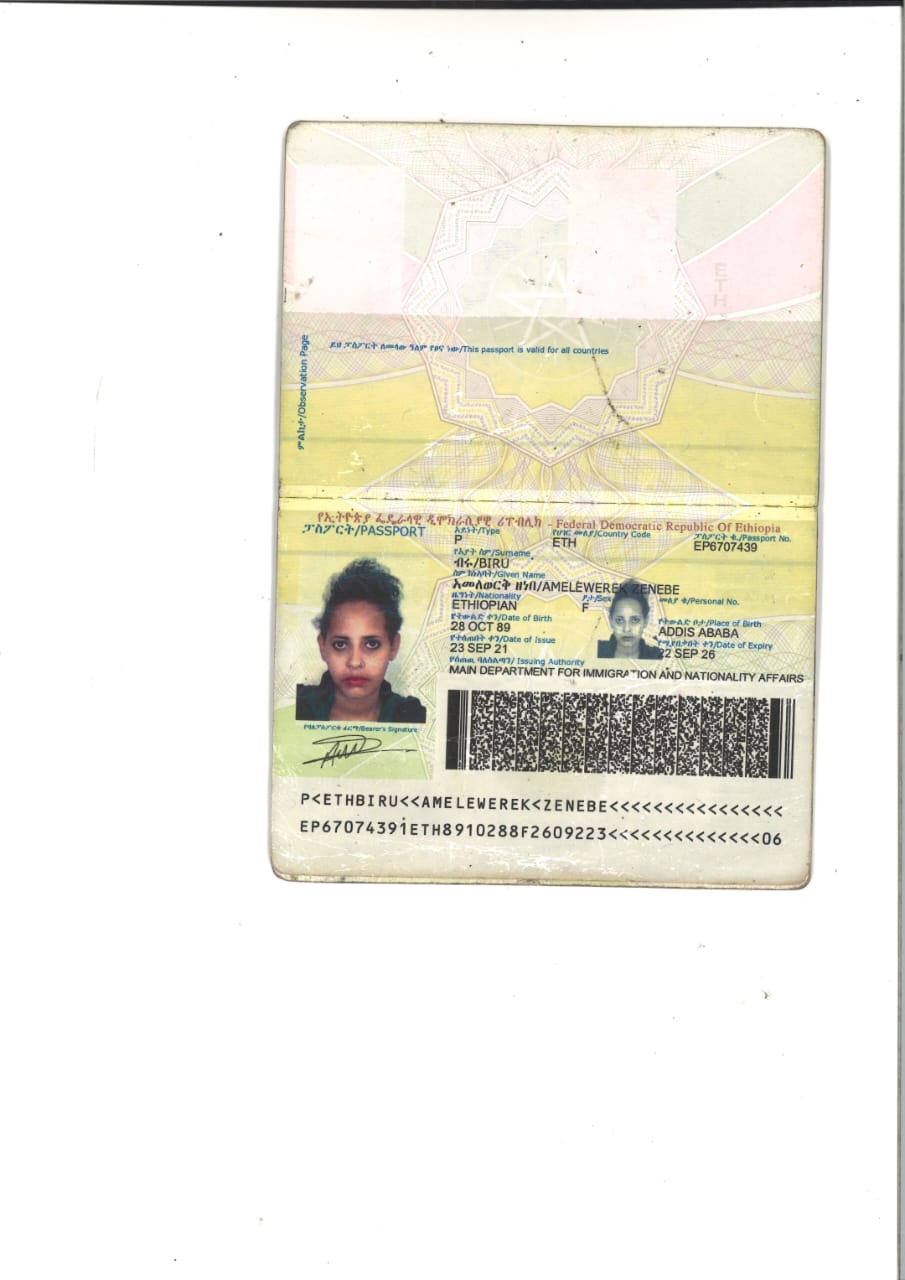 ETH
ይህ ፓስፖርት ለመላው ዓለም የፀና ነው/This passport is valid for all countries
ምልከታ/Observation Page
የኢትዮጵያ ፌዴራላዊ ዲሞክራሲያዊ ሪፐብሊክ - Federal Democratic Republic Of Ethiopia
ፓስፖርት/PASSPORT
ዓይነት/Type
P
የሀገር መለያ/Country Code
ETH
ፓስፖርት ቁ./Passport No.
EP6707439
የአያት ስም/Surname
ብሩ/BIRU
ስም ከነአባት/Given Name
አመለወርቅ ዘነበ/AMELEWEREK ZENEBE
ዜግነት/Nationality
ETHIOPIAN
ፆታ/Sex
F
መለያ ቁ/Personal No.
የትውልድ ቀን/Date of Birth
28 OCT 89
የትውልድ ቦታ/Place of Birth
ADDIS ABABA
የተሰጠበት ቀን/Date of Issue
23 SEP 21
የሚያበቃበት ቀን/Date of Expiry
22 SEP 26
የሰጠው ባለስልጣን/ Issuing Authority
MAIN DEPARTMENT FOR IMMIGRATION AND NATIONALITY AFFAIRS
የባለፓስፖርቱ ፊርማ/Bearer's Signature
P<ETHBIRU<<AMELEWEREK<ZENEBE<<<<<<<<<<<<<<<<
EP67074391ETH8910288F2609223<<<<<<<<<<<<<<06